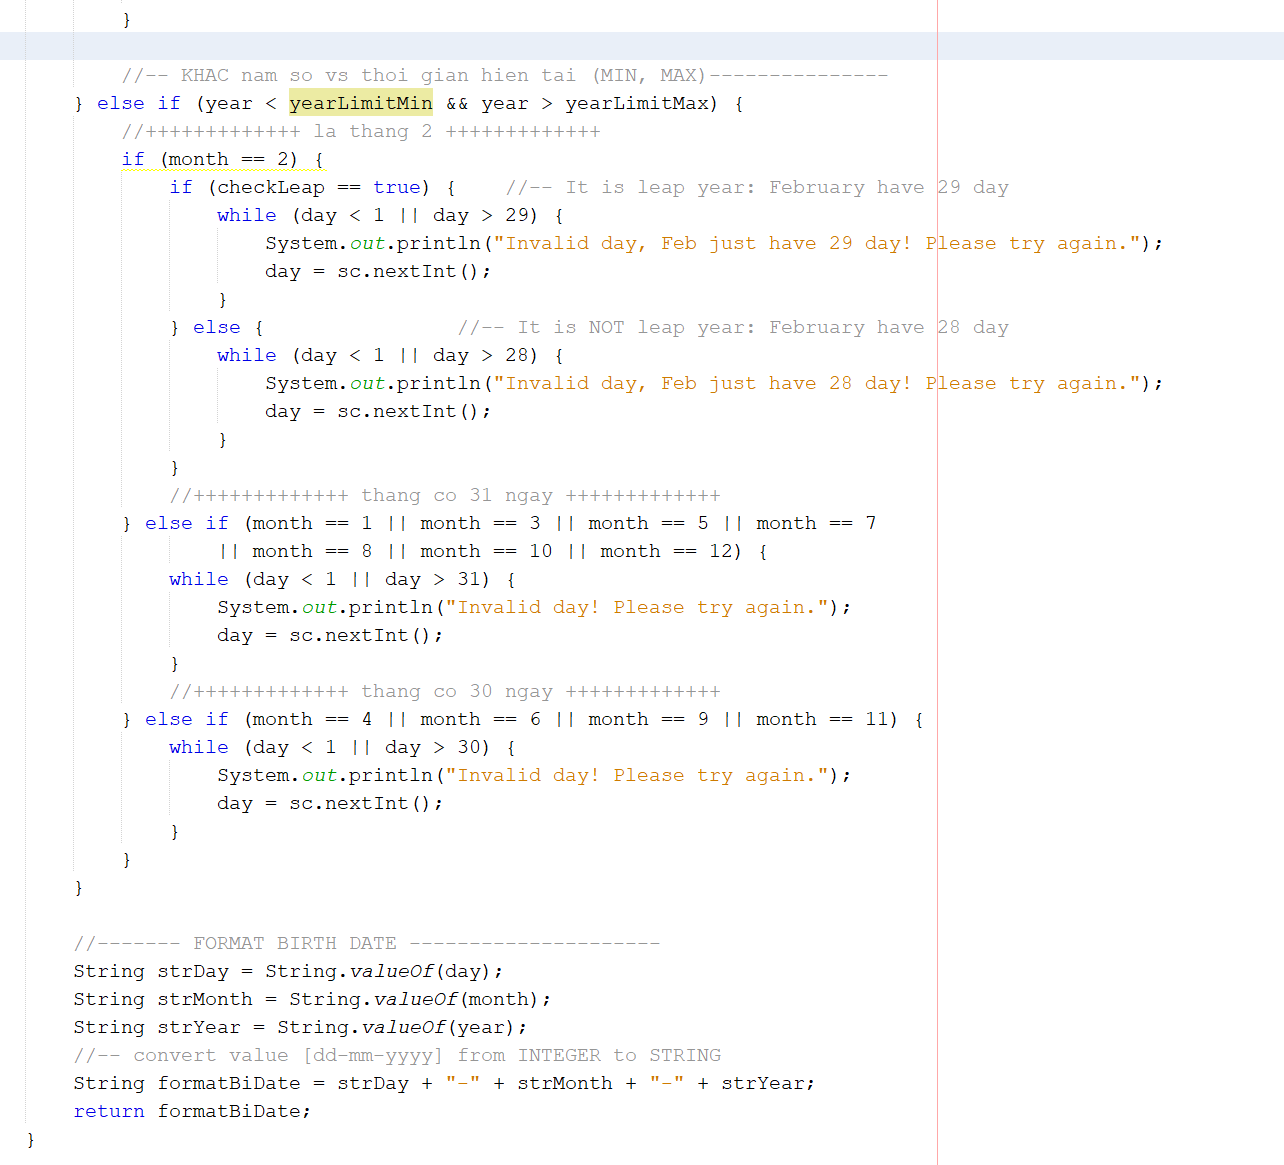 }
//-- KHAC nam so vs thoi gian hien tai (MIN, MAX)---------------
} else if (year < yearLimitMin && year > yearLimitMax) {
//+++++++++++++ la thang 2 +++++++++++++
if (month == 2) {
if (checkLeap == true) {    //-- It is leap year: February have 29 day
while (day < 1 || day > 29) {
System.out.println("Invalid day, Feb just have 29 day! Please try again.");
day = sc.nextInt();
}
} else {                //-- It is NOT leap year: February have 28 day
while (day < 1 || day > 28) {
System.out.println("Invalid day, Feb just have 28 day! Please try again.");
day = sc.nextInt();
}
}
//+++++++++++++ thang co 31 ngay +++++++++++++
} else if (month == 1 || month == 3 || month == 5 || month == 7
|| month == 8 || month == 10 || month == 12) {
while (day < 1 || day > 31) {
System.out.println("Invalid day! Please try again.");
day = sc.nextInt();
}
//+++++++++++++ thang co 30 ngay +++++++++++++
} else if (month == 4 || month == 6 || month == 9 || month == 11) {
while (day < 1 || day > 30) {
System.out.println("Invalid day! Please try again.");
day = sc.nextInt();
}
}
}
//------- FORMAT BIRTH DATE ---------------------
String strDay = String.valueOf(day);
String strMonth = String.valueOf(month);
String strYear = String.valueOf(year);
//-- convert value [dd-mm-yyyy] from INTEGER to STRING
String formatBiDate = strDay + "-" + strMonth + "-" + strYear;
return formatBiDate;
}